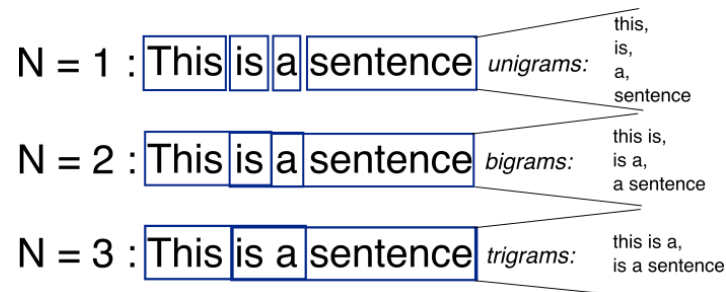 N = 1 : This is a sentence unigrams:
this,
is,
a,
sentence
N = 2 : This is a sentence bigrams:
this is,
is a,
a sentence
N = 3 : This is a sentence trigrams:
this is a,
is a sentence